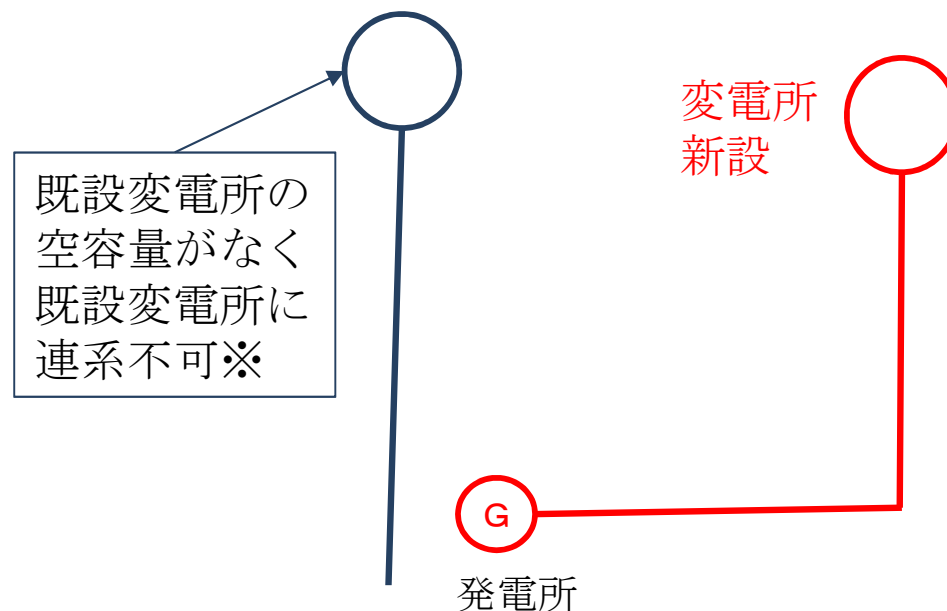 変電所
新設
既設変電所の
空容量がなく
既設変電所に
連系不可※
G
発電所